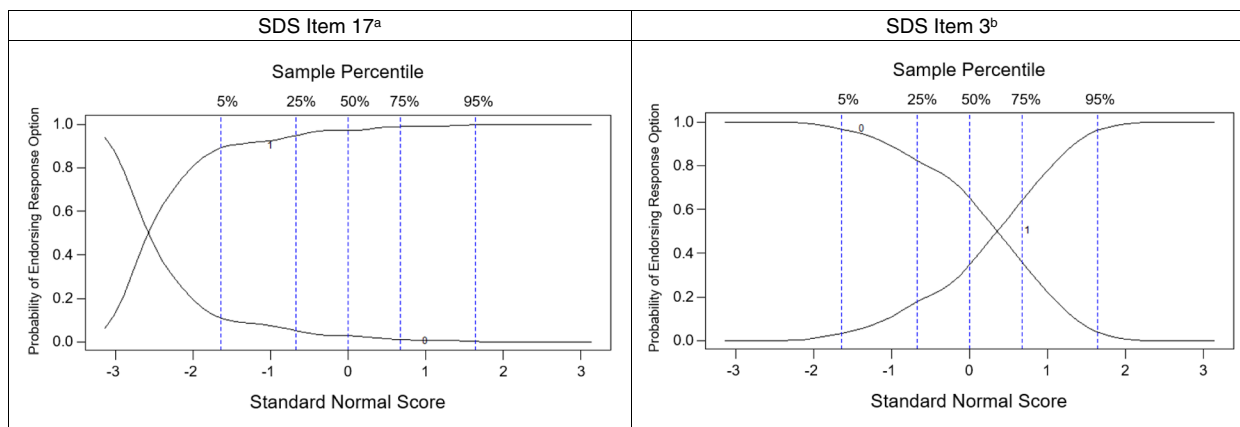 SDS Item 17a
SDS Item 3b
Sample Percentile
5% 25% 50% 75% 95%
Probability of Endorsing Response Option
1.0
0.8
0.6
0.4
0.2
0.0
1
0
-3 -2 -1 0 1 2 3
Standard Normal Score
Sample Percentile
5% 25% 50% 75% 95%
Probability of Endorsing Response Option
1.0
0.8
0.6
0.4
0.2
0.0
0
1
-3 -2 -1 0 1 2 3
Standard Normal Score